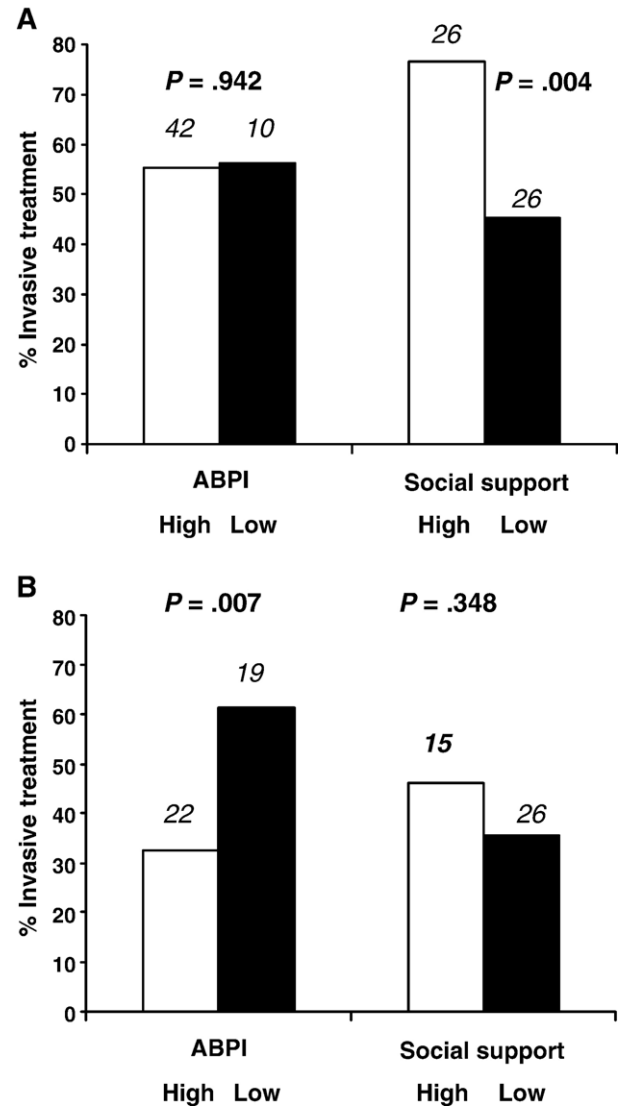 A
% Invasive treatment
80
70
60
50
40
30
20
10
0
P = .942
42
10
26
P = .004
26
ABPI
Social support
High Low
High Low
B
% Invasive treatment
80
70
60
50
40
30
20
10
0
P = .007
P = .348
22
19
15
26
ABPI
Social support
High Low
High Low